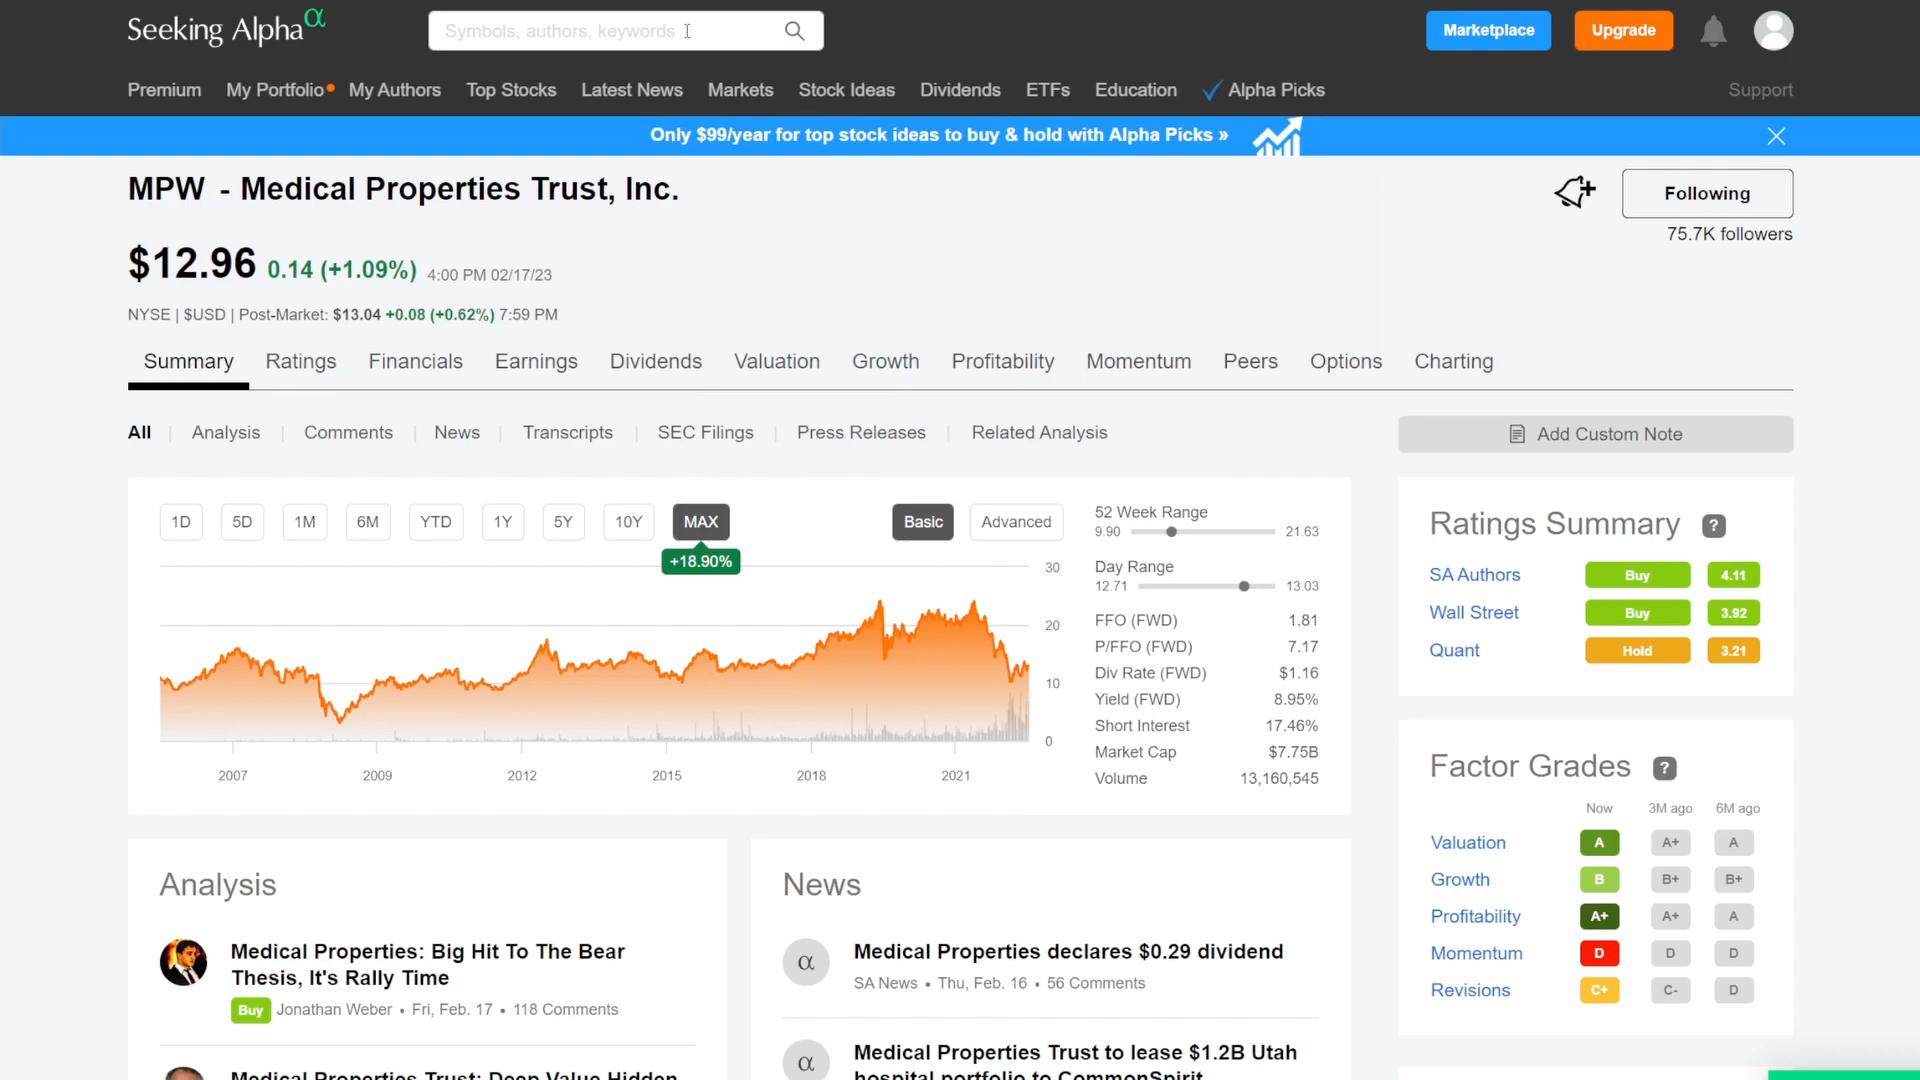 Seeking Alpha α
Symbols, authors, keywords
Marketplace
Upgrade
Premium My Portfolio My Authors Top Stocks Latest News Markets Stock Ideas Dividends ETFs Education Alpha Picks Support
Only $99/year for top stock ideas to buy & hold with Alpha Picks »
MPW - Medical Properties Trust, Inc.
Following
75.7K followers
$12.96 0.14 (+1.09%) 4:00 PM 02/17/23
NYSE | $USD | Post-Market: $13.04 +0.08 (+0.62%) 7:59 PM
Summary Ratings Financials Earnings Dividends Valuation Growth Profitability Momentum Peers Options Charting
All | Analysis | Comments | News | Transcripts | SEC Filings | Press Releases | Related Analysis
Add Custom Note
1D 5D 1M 6M YTD 1Y 5Y 10Y MAX Basic Advanced
+18.90%
30
20
10
0
2007 2009 2012 2015 2018 2021
52 Week Range
9.90 21.63
Day Range
12.71 13.03
FFO (FWD) 1.81
P/FFO (FWD) 7.17
Div Rate (FWD) $1.16
Yield (FWD) 8.95%
Short Interest 17.46%
Market Cap $7.75B
Volume 13,160,545
Ratings Summary ?
SA Authors Buy 4.11
Wall Street Buy 3.92
Quant Hold 3.21
Factor Grades ?
Now 3M ago 6M ago
Valuation A A+ A
Growth B B+ B+
Profitability A+ A+ A
Momentum D D D
Revisions C+ C- D
Analysis
Medical Properties: Big Hit To The Bear
Thesis, It's Rally Time
Buy Jonathan Weber • Fri, Feb. 17 • 118 Comments
Medical Properties Trust: Deep Value Hidden
News
α
Medical Properties declares $0.29 dividend
SA News • Thu, Feb. 16 • 56 Comments
α
Medical Properties Trust to lease $1.2B Utah
hospital portfolio to CommonSpirit